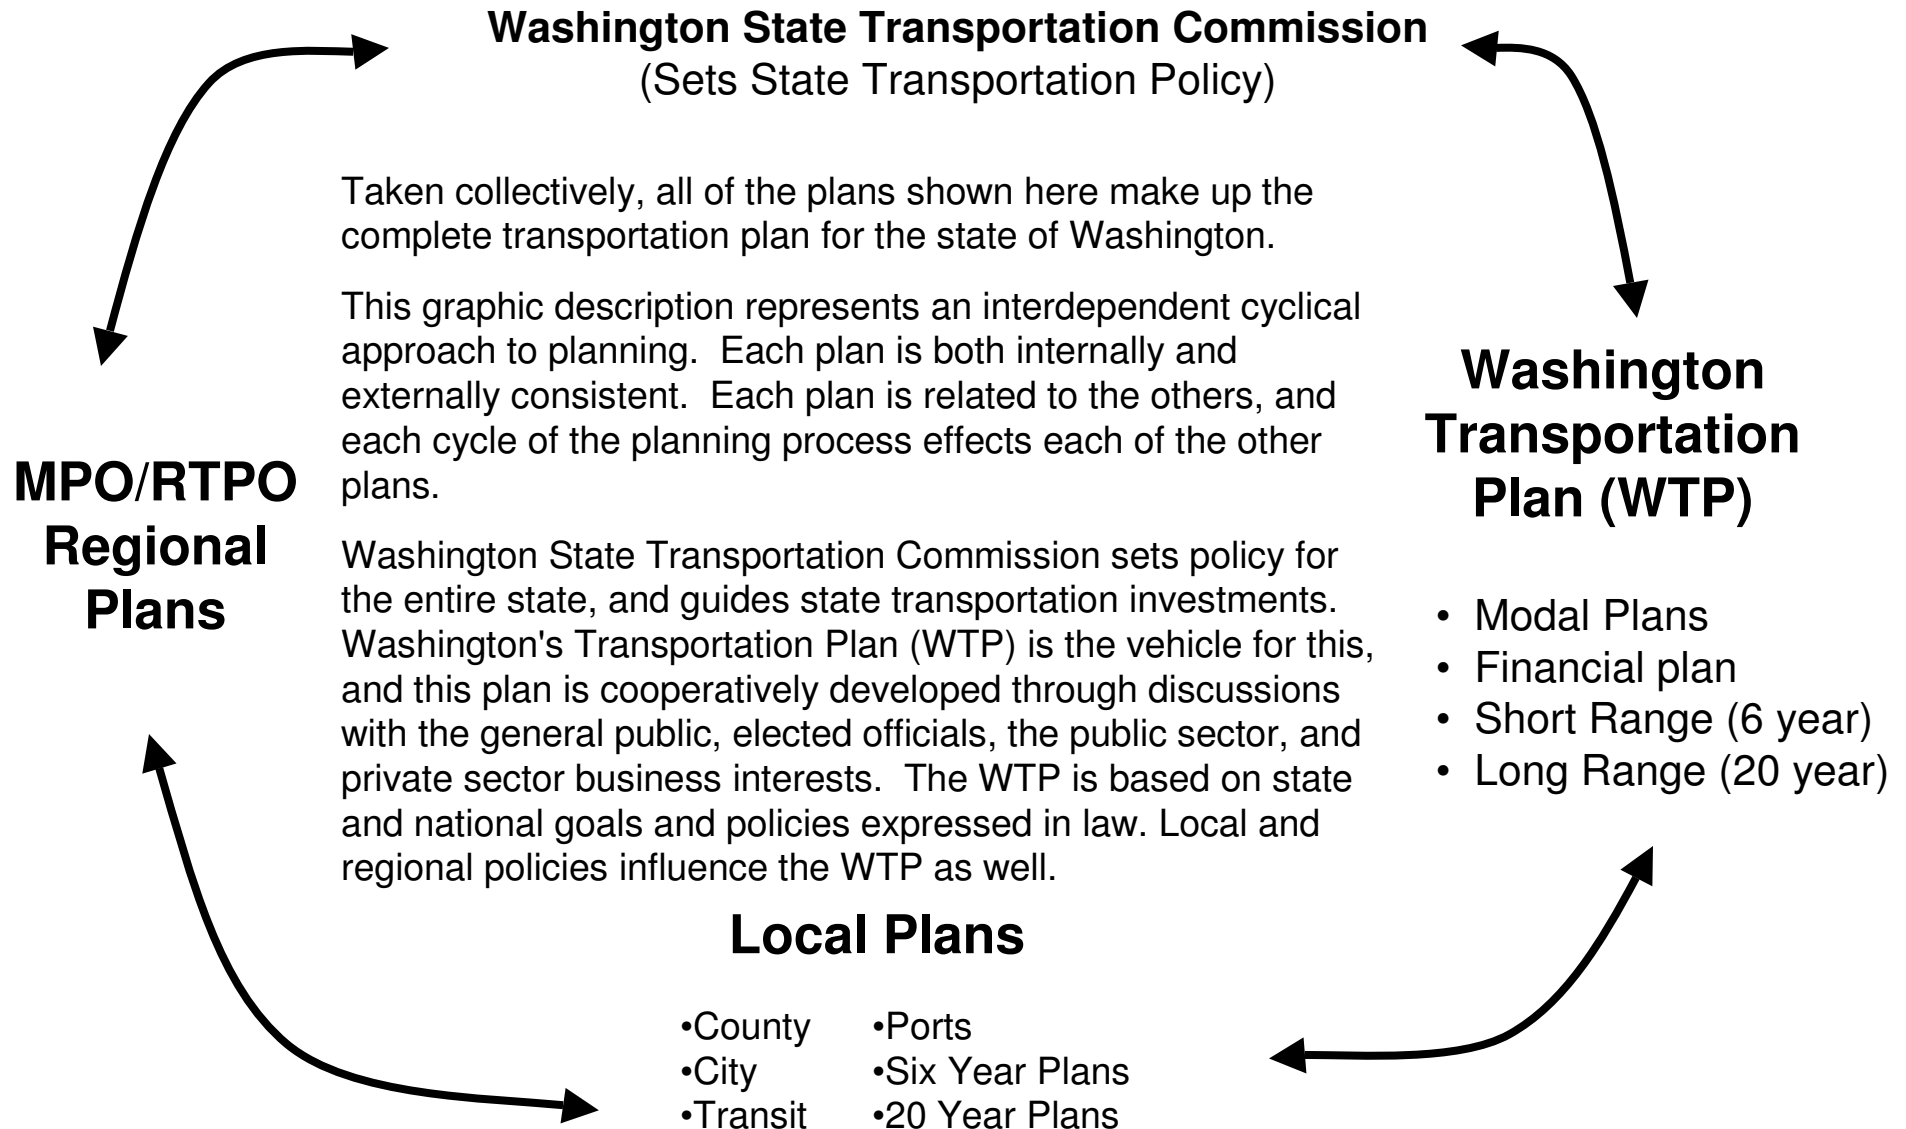 Washington State Transportation Commission
(Sets State Transportation Policy)
Taken collectively, all of the plans shown here make up the
complete transportation plan for the state of Washington.
This graphic description represents an interdependent cyclical
approach to planning.  Each plan is both internally and
externally consistent.  Each plan is related to the others, and
each cycle of the planning process effects each of the other
plans.
Washington State Transportation Commission sets policy for
the entire state, and guides state transportation investments.
Washington's Transportation Plan (WTP) is the vehicle for this,
and this plan is cooperatively developed through discussions
with the general public, elected officials, the public sector, and
private sector business interests.  The WTP is based on state
and national goals and policies expressed in law. Local and
regional policies influence the WTP as well.
MPO/RTPO
Regional
Plans
Washington
Transportation
Plan (WTP)
• Modal Plans
• Financial plan
• Short Range (6 year)
• Long Range (20 year)
Local Plans
•County
•City
•Transit
•Ports
•Six Year Plans
•20 Year Plans